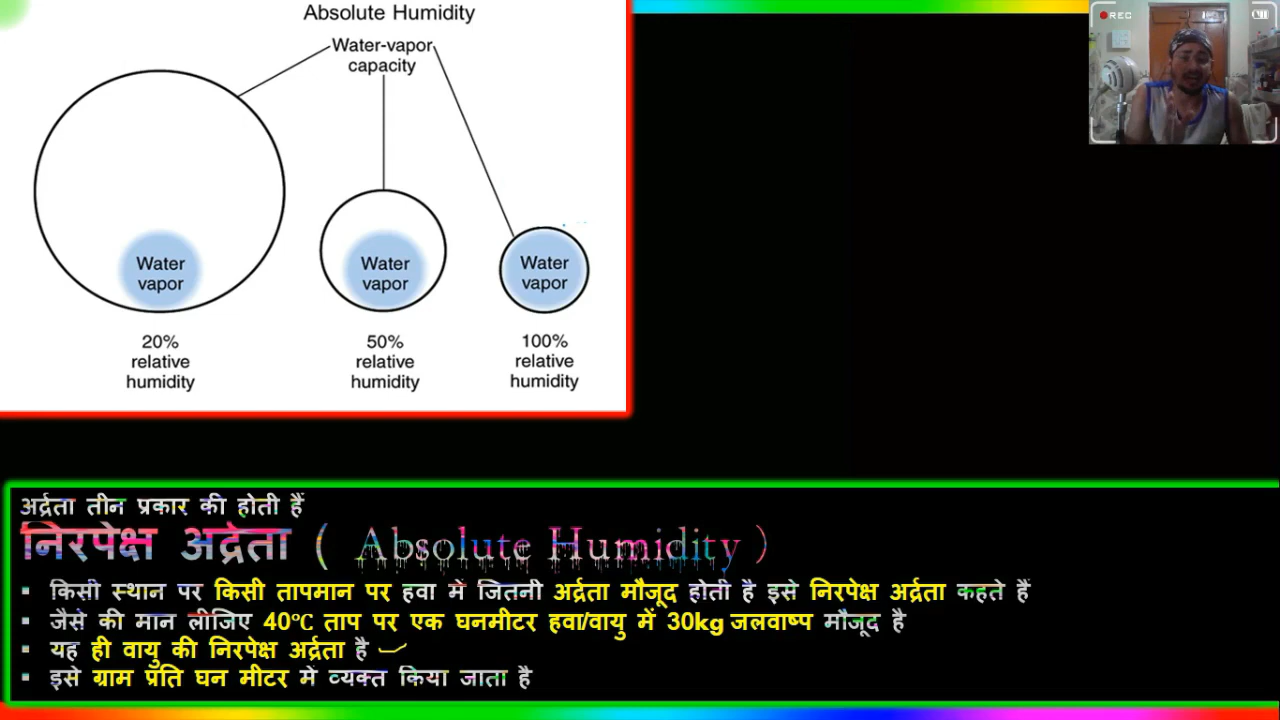 Absolute Humidity
Water-vapor
capacity
Water
vapor
Water
vapor
Water
vapor
20%
relative
humidity
50%
relative
humidity
100%
relative
humidity
REC
अर्द्रता तीन प्रकार की होती हैं
निरपेक्ष अर्द्रता ( Absolute Humidity )
▪ किसी स्थान पर किसी तापमान पर हवा में जितनी अर्द्रता मौजूद होती है इसे निरपेक्ष अर्द्रता कहते हैं
▪ जैसे की मान लीजिए 40℃ ताप पर एक घनमीटर हवा/वायु में 30kg जलवाष्प मौजूद है
▪ यह ही वायु की निरपेक्ष अर्द्रता है
▪ इसे ग्राम प्रति घन मीटर में व्यक्त किया जाता है